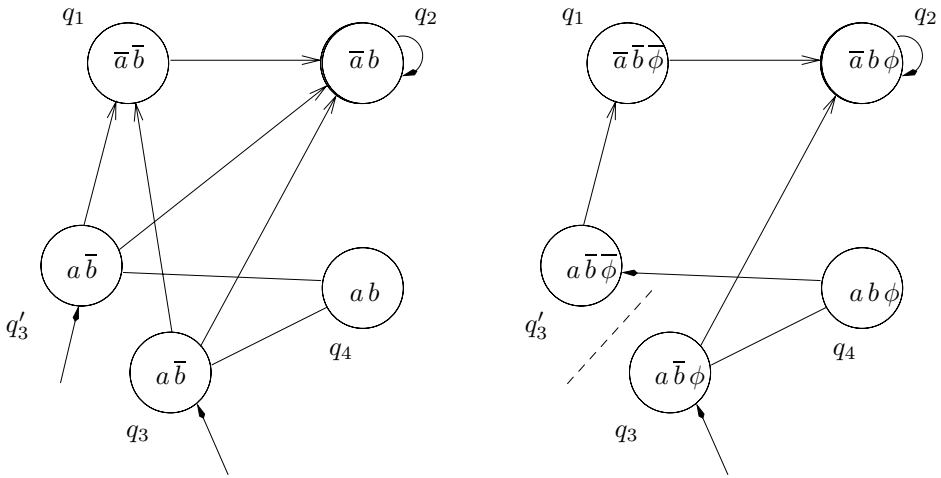 q₁ q₂ q₁ q₂
a̅ b̅ a̅ b a̅ b̅ ϕ̅ a̅ b ϕ
a b̅ a b a b̅ ϕ̅ a b ϕ
q₃′ q₄ q₃′ q₄
a b̅ a b̅ ϕ
q₃ q₃